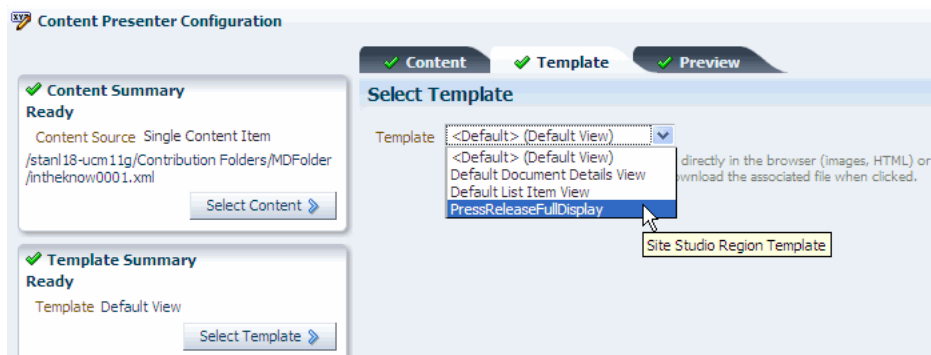 Content Presenter Configuration
Content
Template
Preview
Content Summary
Ready
Content Source Single Content Item
/stanl18-ucm11g/Contribution Folders/MDFolder
/intheknow0001.xml
Select Content
Template Summary
Ready
Template Default View
Select Template
Select Template
Template <Default> (Default View)
<Default> (Default View)
directly in the browser (images, HTML) or
Default Document Details View
download the associated file when clicked.
Default List Item View
PressReleaseFullDisplay
Site Studio Region Template